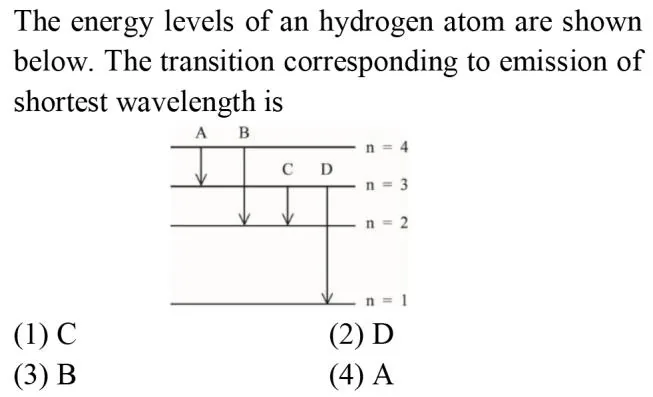 The energy levels of an hydrogen atom are shown
below. The transition corresponding to emission of
shortest wavelength is
A B
n = 4
C D
n = 3
n = 2
n = 1
(1) C (2) D
(3) B (4) A